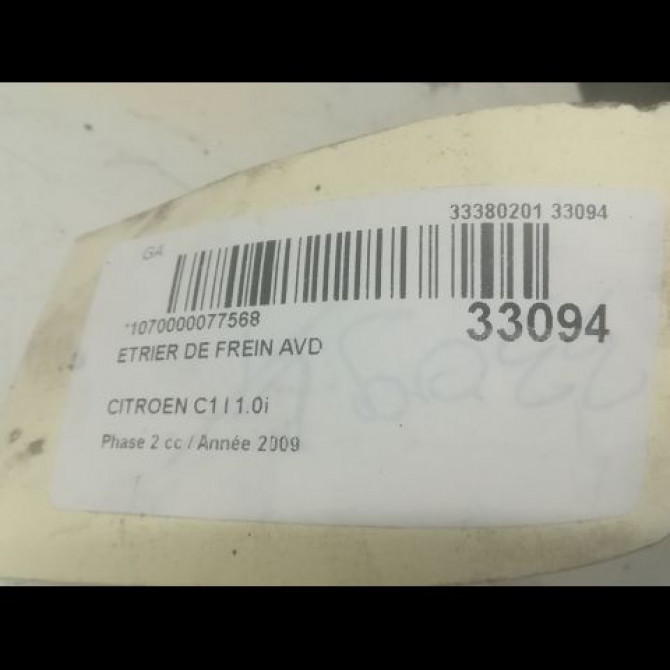 33380201 33094
GA
*1070000077568
33094
ETRIER DE FREIN AVD
CITROEN C1 I 1.0i
Phase 2 cc / Année 2009